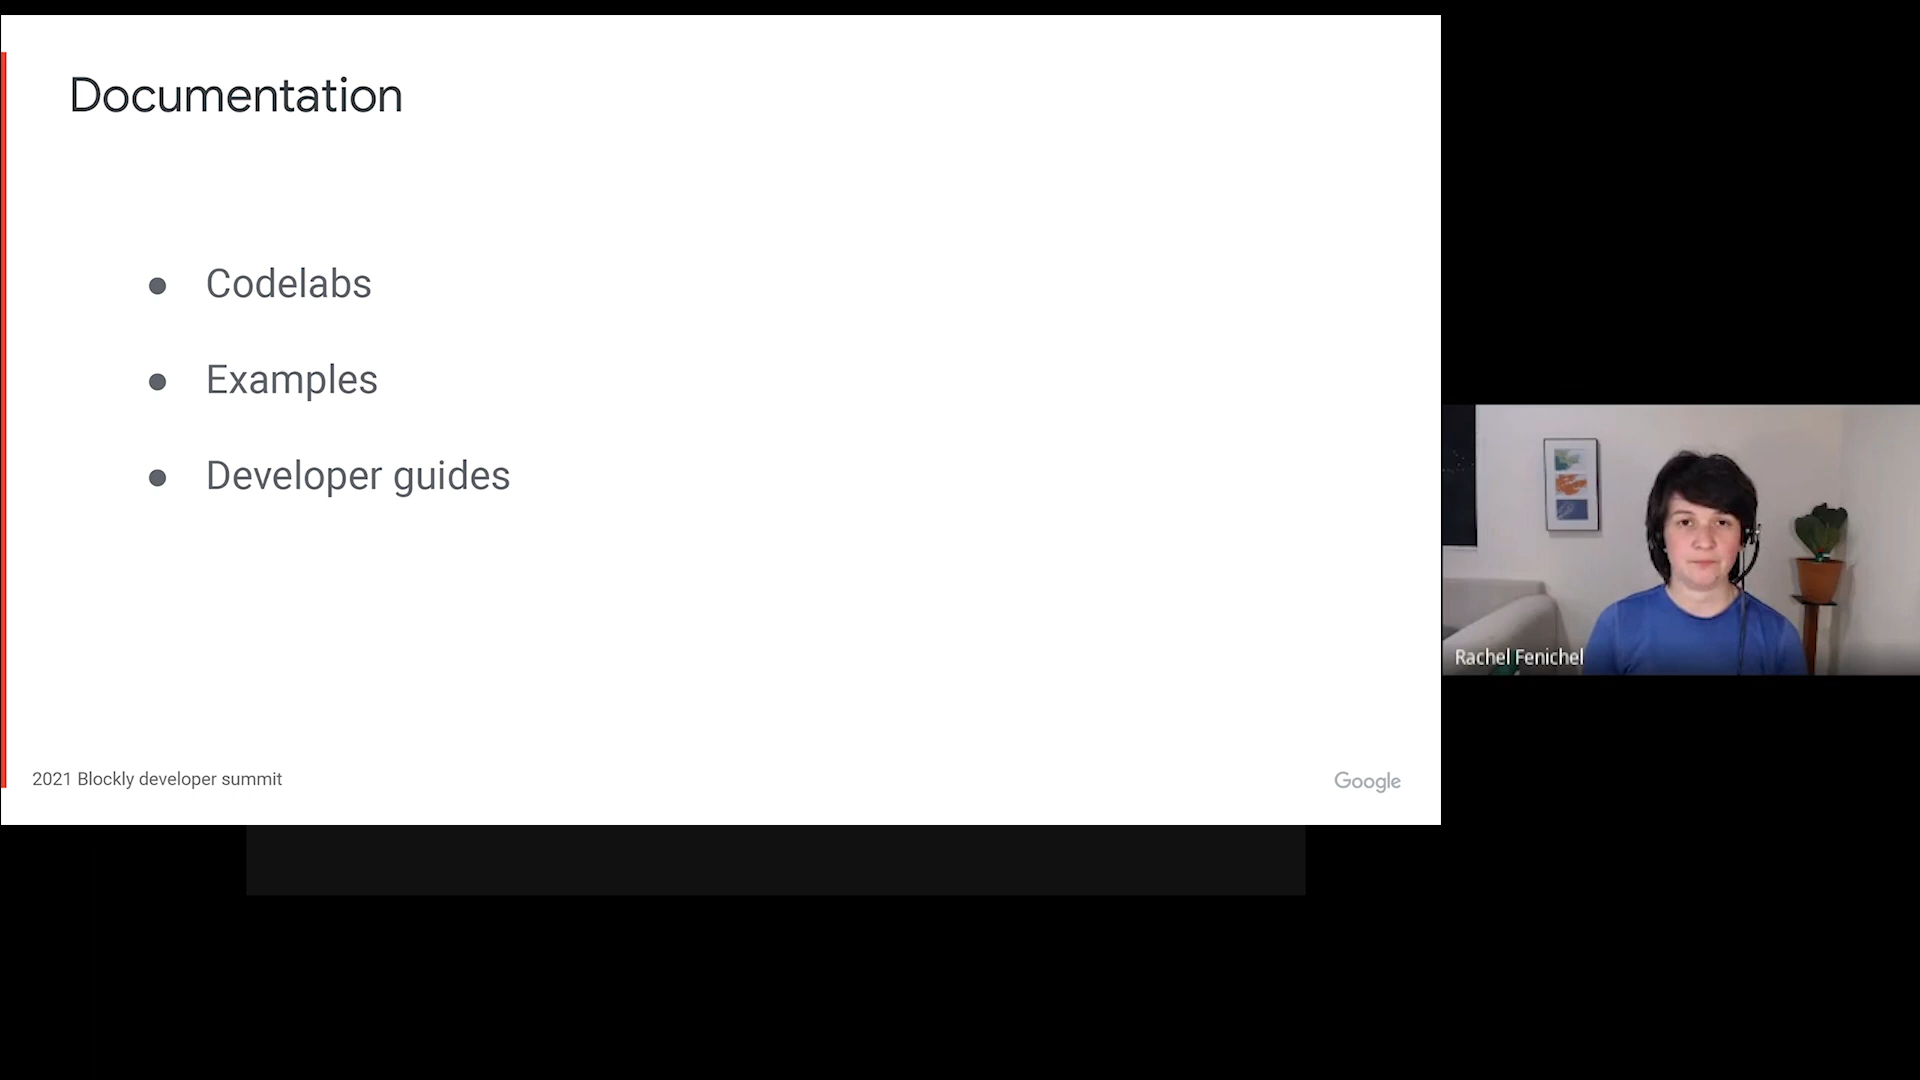 Documentation
● Codelabs
● Examples
● Developer guides
Rachel Fenichel
2021 Blockly developer summit
Google